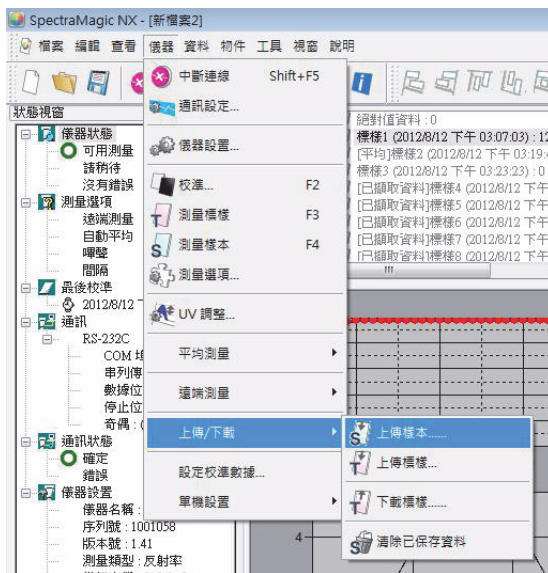 SpectraMagic NX - [新檔案2]
檔案 編輯 查看 儀器 資料 物件 工具 視窗 說明
狀態視窗
儀器狀態
可用測量
請稍待
沒有錯誤
測量選項
遠端測量
自動平均
嗶聲
間隔
最後校準
2012/8/12
通訊
RS-232C
COM
串列傳
數據位
停止位
奇偶 : (
通訊狀態
確定
錯誤
儀器設置
儀器名稱 :
序列號 : 1001058
版本號 : 1.41
測量類型 : 反射率
中斷連線 Shift+F5
通訊設定...
儀器設置...
校準... F2
測量標樣 F3
測量樣本 F4
測量選項...
UV 調整...
平均測量
遠端測量
上傳/下載
設定校準數據...
單機設置
上傳樣本......
上傳標樣...
下載標樣...
清除已保存資料
絕對值資料 : 0
標樣1 (2012/8/12 下午 03:07:03) : 12
[平均]標樣2 (2012/8/12 下午 03:19:
標樣3 (2012/8/12 下午 03:23:23) : 0
[已擷取資料]標樣4 (2012/8/12 下午
[已擷取資料]標樣5 (2012/8/12 下午
[已擷取資料]標樣6 (2012/8/12 下午
[已擷取資料]標樣7 (2012/8/12 下午
[已擷取資料]標樣8 (2012/8/12 下午
4